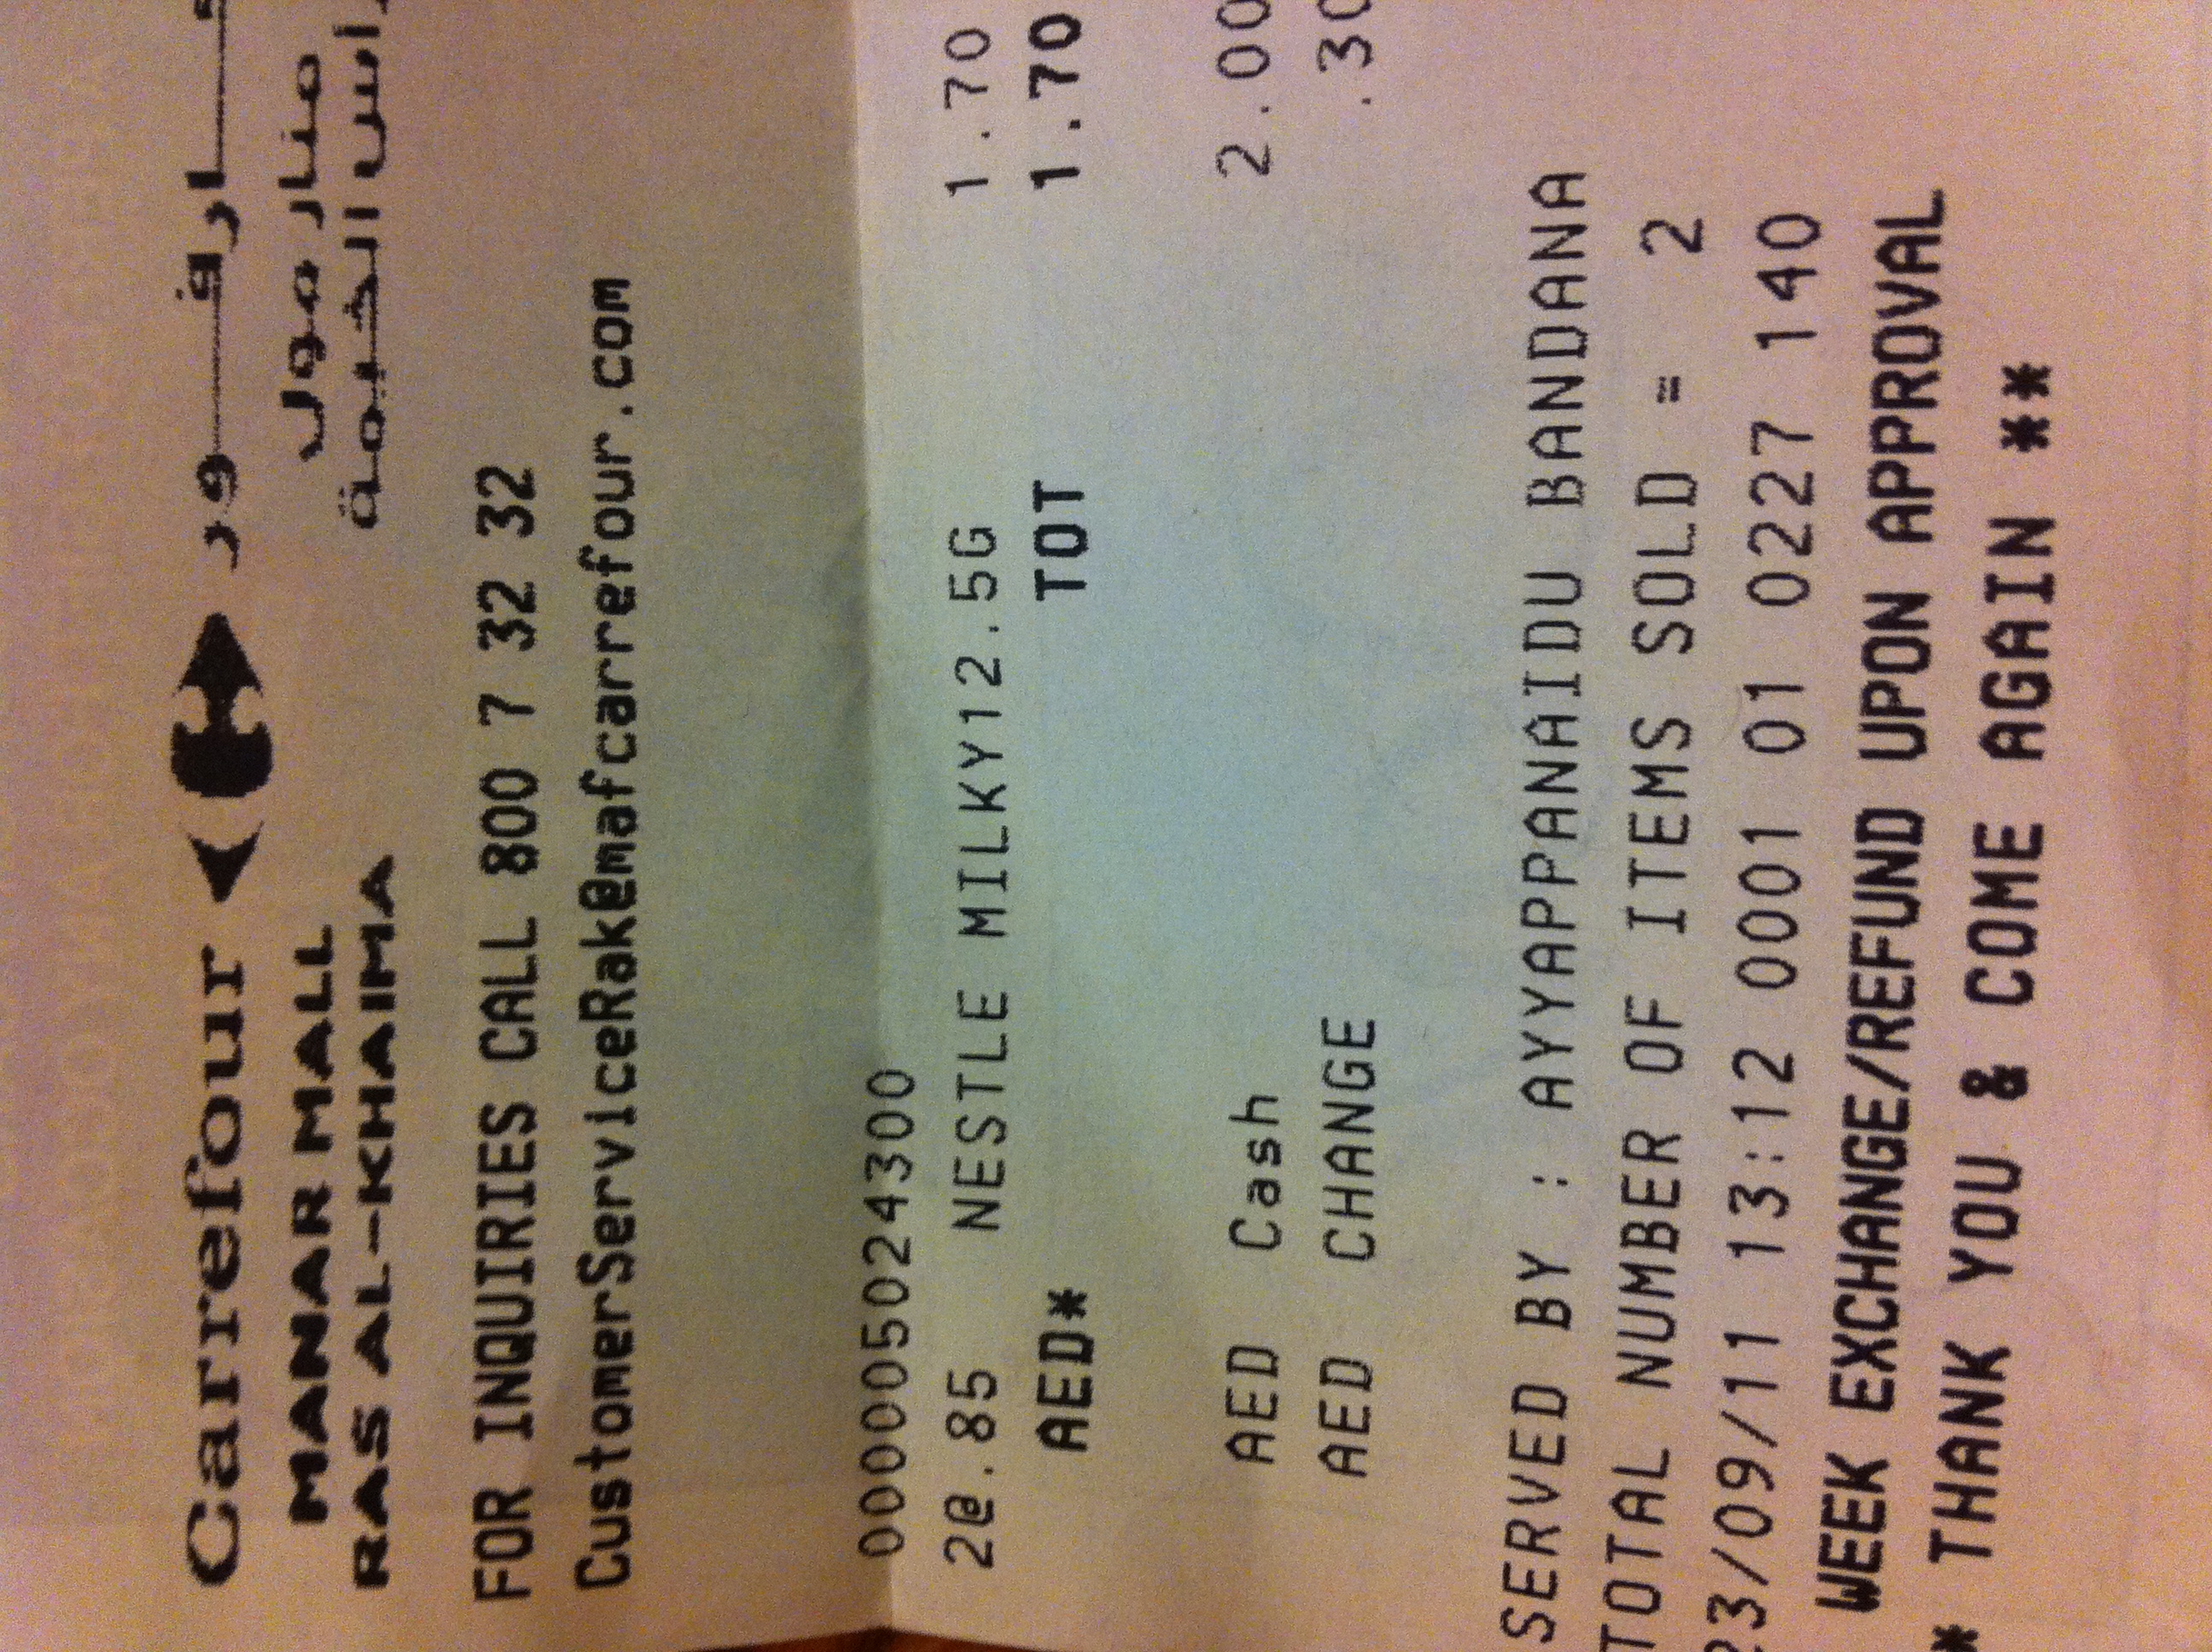 Carrefour كارفور
MANAR MALL منار مول
RAS AL-KHAIMA رأس الخيمة
FOR INQUIRIES CALL 800 7 32 32
CustomerServiceRak@mafcarrefour.com
0000050243​00
2@.85 NESTLE MILKY12.5G 1.70
AED* TOT 1.70
AED Cash 2.00
AED CHANGE .30
SERVED BY : AYYAPPANAIDU BANDANA
TOTAL NUMBER OF ITEMS SOLD = 2
23/09/11 13:12 0001 01 0227 140
WEEK EXCHANGE/REFUND UPON APPROVAL
* THANK YOU & COME AGAIN **